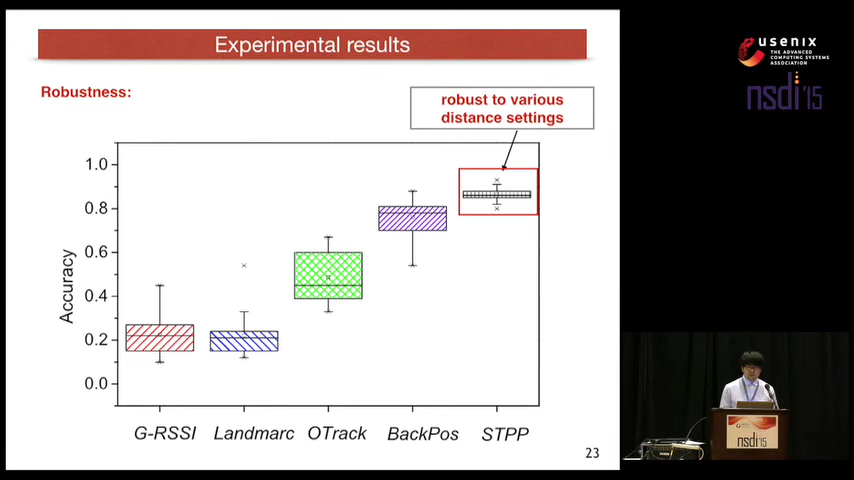 Experimental results
Robustness:
robust to various
distance settings
1.0
0.8
0.6
0.4
0.2
0.0
Accuracy
G-RSSI Landmarc OTrack BackPos STPP
23
usenix
THE ADVANCED
COMPUTING SYSTEMS
ASSOCIATION
nsdi'15
nsdi'15